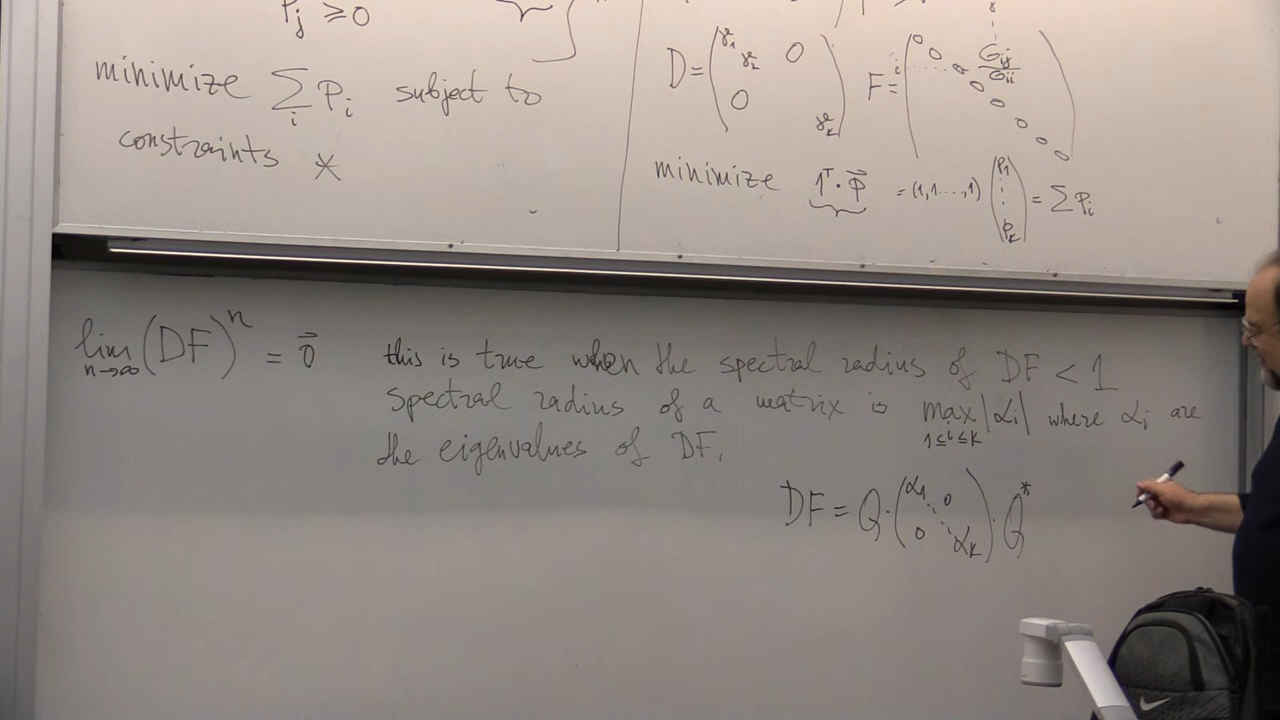 P_j ⩾ 0
minimize ∑_i P_i subject to
constraints *
D = ( γ_1 γ_2 0 0 γ_k ) F = i ( 0 0 G_ij/G_ii 0 0 0 0 0 )
minimize 1^T · p⃗ = (1,1....,1) ( p_1 ⋮ p_k ) = ∑ P_i
lim n→∞ (DF)^n = 0⃗ this is true when the spectral radius of DF < 1
spectral radius of a matrix is max 1≤i≤K |α_i| where α_i are
the eigenvalues of DF.
DF = Q · ( α_1 0 0 α_k ) · Q^*